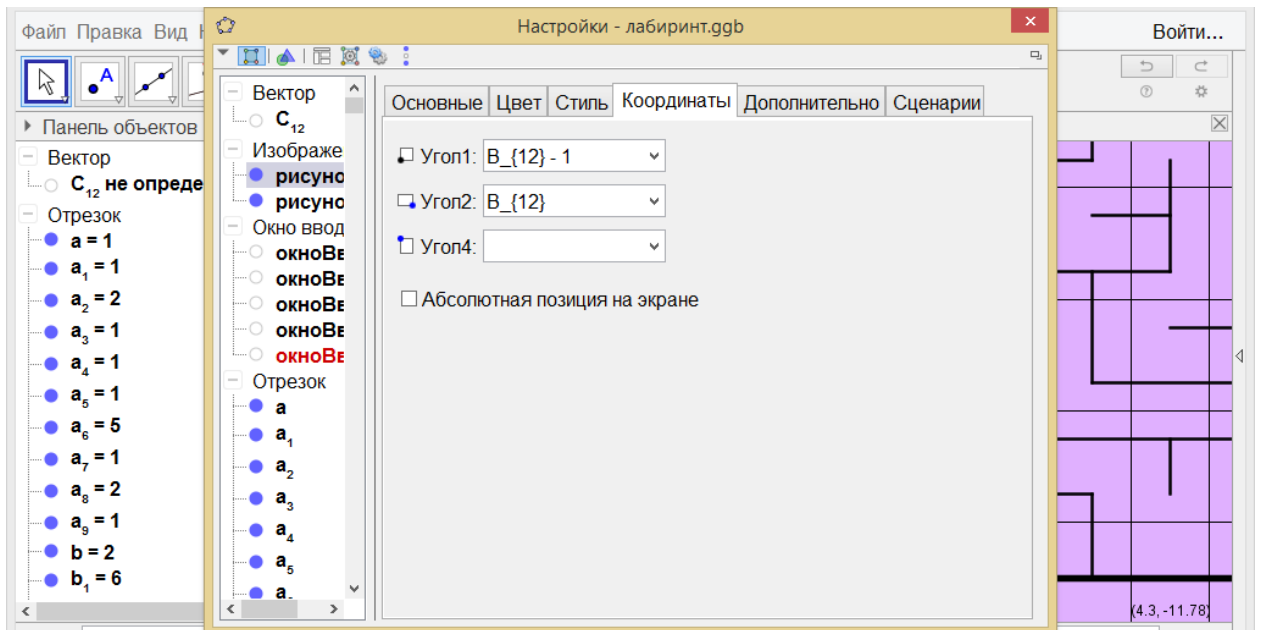 Настройки - лабиринт.ggb
Файл Правка Вид
Войти...
Панель объектов
Вектор
C12 не опреде
Отрезок
a = 1
a1 = 1
a2 = 2
a3 = 1
a4 = 1
a5 = 1
a6 = 5
a7 = 1
a8 = 2
a9 = 1
b = 2
b1 = 6
Вектор
C12
Изображе
рисуно
рисуно
Окно ввод
окноВв
окноВв
окноВв
окноВв
окноВв
Отрезок
a
a1
a2
a3
a4
a5
Основные Цвет Стиль Координаты Дополнительно Сценарии
Угол1: B_{12} - 1
Угол2: B_{12}
Угол4:
Абсолютная позиция на экране
(4.3, -11.78)